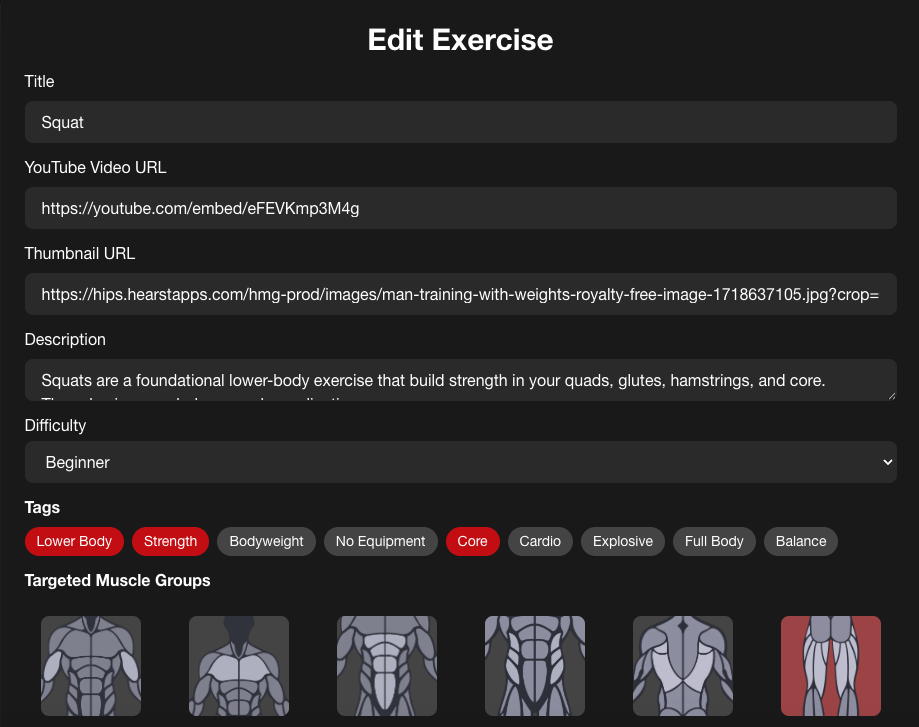 Edit Exercise
Title
Squat
YouTube Video URL
https://youtube.com/embed/eFEVKmp3M4g
Thumbnail URL
https://hips.hearstapps.com/hmg-prod/images/man-training-with-weights-royalty-free-image-1718637105.jpg?crop=
Description
Squats are a foundational lower-body exercise that build strength in your quads, glutes, hamstrings, and core.
Difficulty
Beginner
Tags
Lower Body Strength Bodyweight No Equipment Core Cardio Explosive Full Body Balance
Targeted Muscle Groups